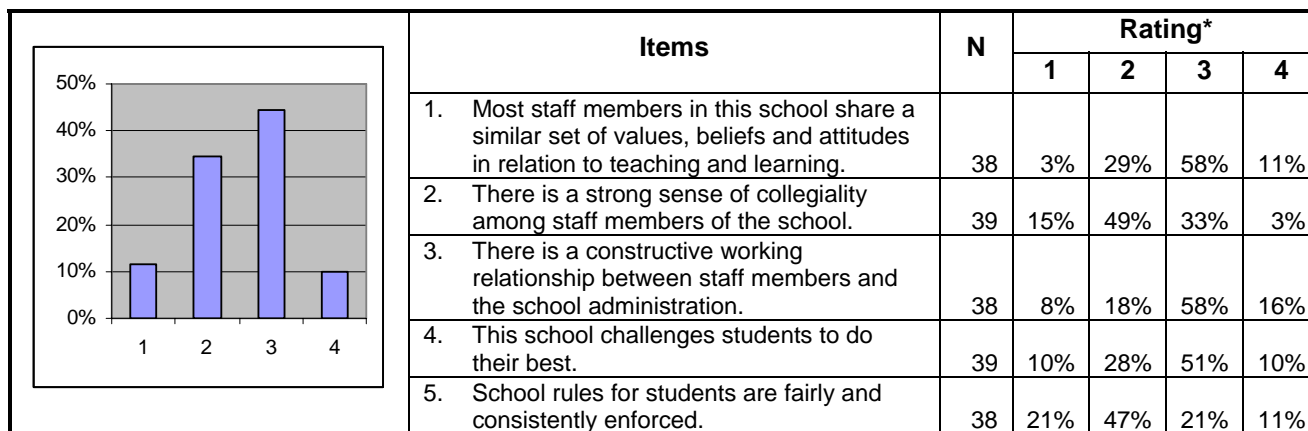 50%
40%
30%
20%
10%
0%
1 2 3 4
Items N Rating*
1 2 3 4
1. Most staff members in this school share a
similar set of values, beliefs and attitudes
in relation to teaching and learning. 38 3% 29% 58% 11%
2. There is a strong sense of collegiality
among staff members of the school. 39 15% 49% 33% 3%
3. There is a constructive working
relationship between staff members and
the school administration. 38 8% 18% 58% 16%
4. This school challenges students to do
their best. 39 10% 28% 51% 10%
5. School rules for students are fairly and
consistently enforced. 38 21% 47% 21% 11%